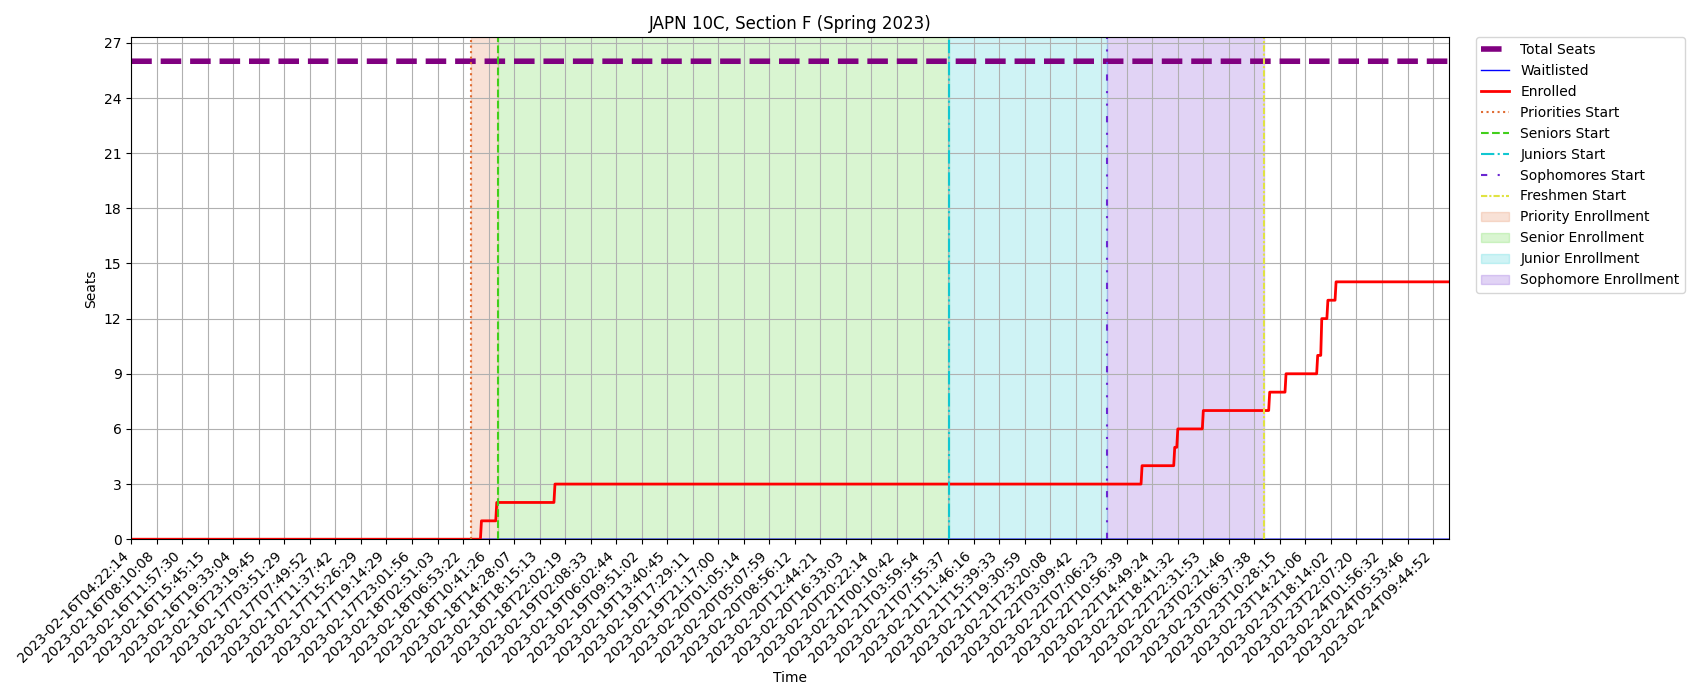 JAPN 10C, Section F (Spring 2023)
Seats
27
24
21
18
15
12
9
6
3
0
2023-02-16T04:22:14
2023-02-16T08:10:08
2023-02-16T11:57:30
2023-02-16T15:45:15
2023-02-16T19:33:04
2023-02-16T23:19:45
2023-02-17T03:51:29
2023-02-17T07:49:52
2023-02-17T11:37:42
2023-02-17T15:26:29
2023-02-17T19:14:29
2023-02-17T23:01:56
2023-02-18T02:51:03
2023-02-18T06:53:22
2023-02-18T10:41:26
2023-02-18T14:28:07
2023-02-18T18:15:13
2023-02-18T22:02:19
2023-02-19T02:08:33
2023-02-19T06:02:44
2023-02-19T09:51:02
2023-02-19T13:40:45
2023-02-19T17:29:11
2023-02-19T21:17:00
2023-02-20T01:05:14
2023-02-20T05:07:59
2023-02-20T08:56:12
2023-02-20T12:44:21
2023-02-20T16:33:03
2023-02-20T20:22:14
2023-02-21T00:10:42
2023-02-21T03:59:54
2023-02-21T07:55:37
2023-02-21T11:46:16
2023-02-21T15:39:33
2023-02-21T19:30:59
2023-02-21T23:20:08
2023-02-22T03:09:42
2023-02-22T07:06:23
2023-02-22T10:56:39
2023-02-22T14:49:24
2023-02-22T18:41:32
2023-02-22T22:31:53
2023-02-23T02:21:46
2023-02-23T06:37:38
2023-02-23T10:28:15
2023-02-23T14:21:06
2023-02-23T18:14:02
2023-02-23T22:07:20
2023-02-24T01:56:32
2023-02-24T05:53:46
2023-02-24T09:44:52
Time
Total Seats
Waitlisted
Enrolled
Priorities Start
Seniors Start
Juniors Start
Sophomores Start
Freshmen Start
Priority Enrollment
Senior Enrollment
Junior Enrollment
Sophomore Enrollment